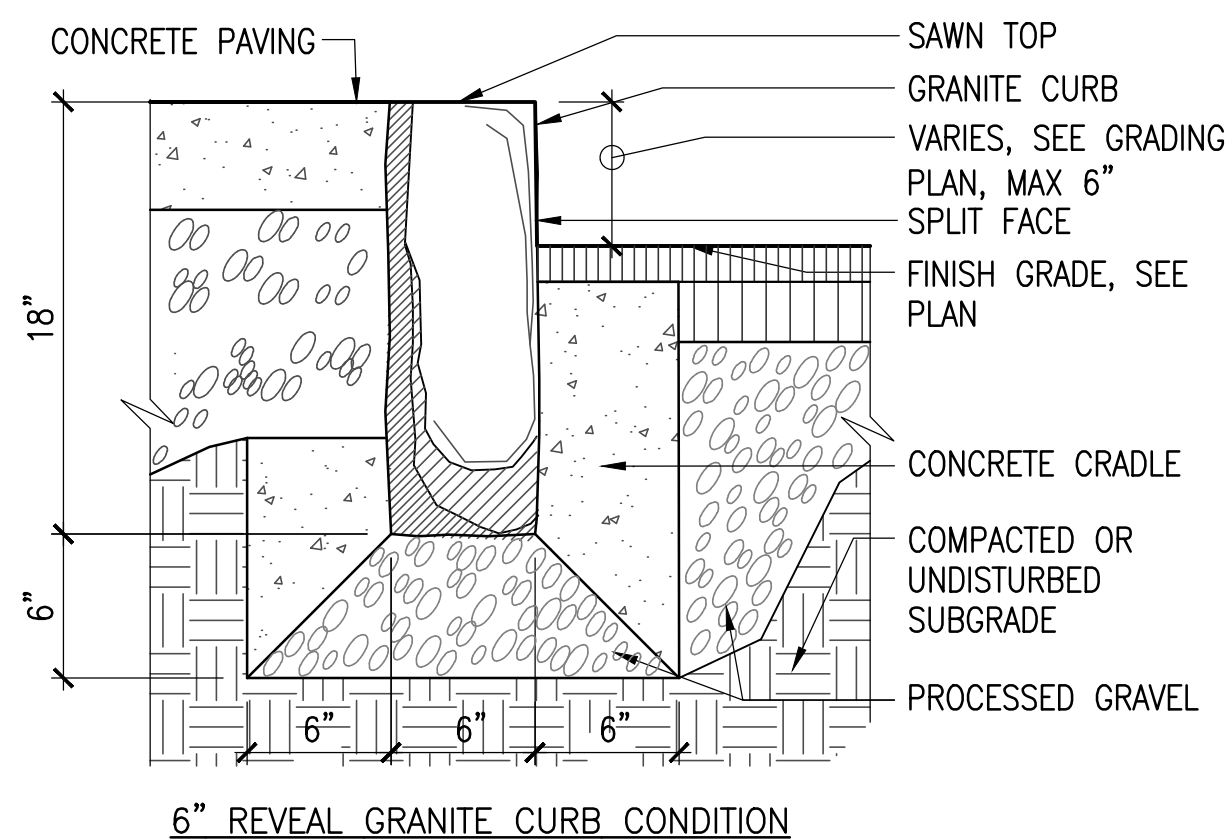 CONCRETE PAVING
SAWN TOP
GRANITE CURB
VARIES, SEE GRADING
PLAN, MAX 6”
SPLIT FACE
FINISH GRADE, SEE
PLAN
18”
CONCRETE CRADLE
COMPACTED OR
UNDISTURBED
SUBGRADE
6”
PROCESSED GRAVEL
6” 6” 6”
6” REVEAL GRANITE CURB CONDITION